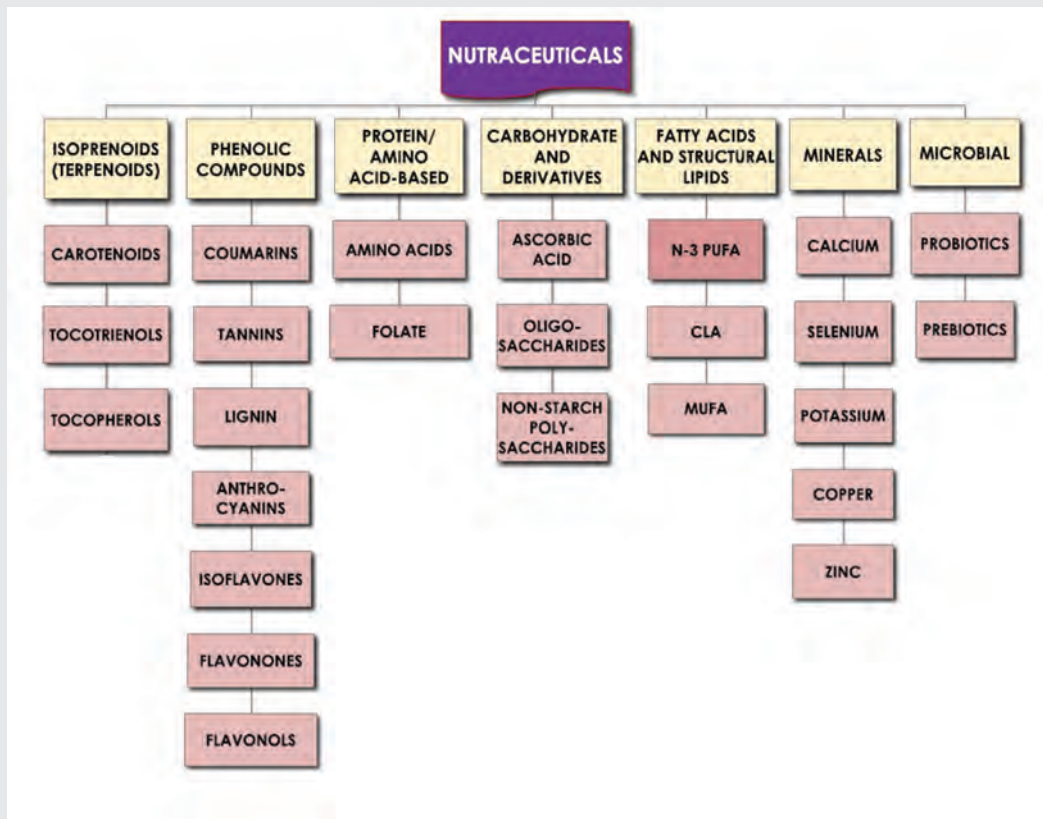 NUTRACEUTICALS
ISOPRENOIDS
(TERPENOIDS)
CAROTENOIDS
TOCOTRIENOLS
TOCOPHEROLS
PHENOLIC
COMPOUNDS
COUMARINS
TANNINS
LIGNIN
ANTHRO-
CYANINS
ISOFLAVONES
FLAVONONES
FLAVONOLS
PROTEIN/
AMINO
ACID-BASED
AMINO ACIDS
FOLATE
CARBOHYDRATE
AND
DERIVATIVES
ASCORBIC
ACID
OLIGO-
SACCHARIDES
NON-STARCH
POLY-
SACCHARIDES
FATTY ACIDS
AND STRUCTURAL
LIPIDS
N-3 PUFA
CLA
MUFA
MINERALS
CALCIUM
SELENIUM
POTASSIUM
COPPER
ZINC
MICROBIAL
PROBIOTICS
PREBIOTICS